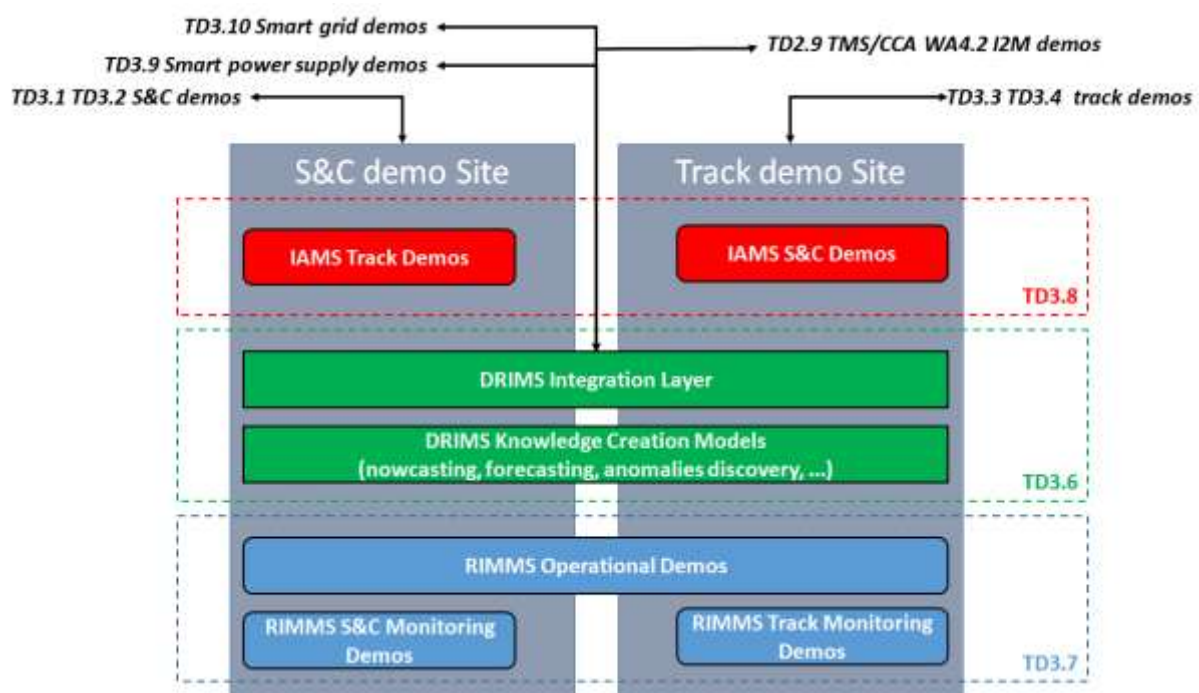 TD3.10 Smart grid demos
TD2.9 TMS/CCA WA4.2 I2M demos
TD3.9 Smart power supply demos
TD3.1 TD3.2 S&C demos
TD3.3 TD3.4 track demos
S&C demo Site
Track demo Site
IAMS Track Demos
IAMS S&C Demos
TD3.8
DRIMS Integration Layer
DRIMS Knowledge Creation Models
(nowcasting, forecasting, anomalies discovery, ...)
TD3.6
RIMMS Operational Demos
RIMMS S&C Monitoring
Demos
RIMMS Track Monitoring
Demos
TD3.7